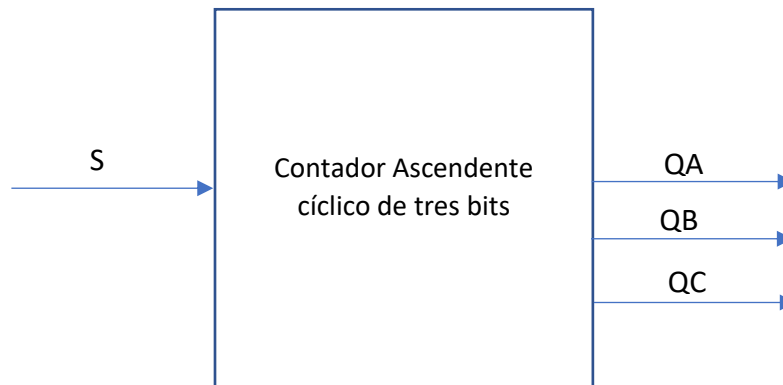 S
Contador Ascendente
cíclico de tres bits
QA
QB
QC